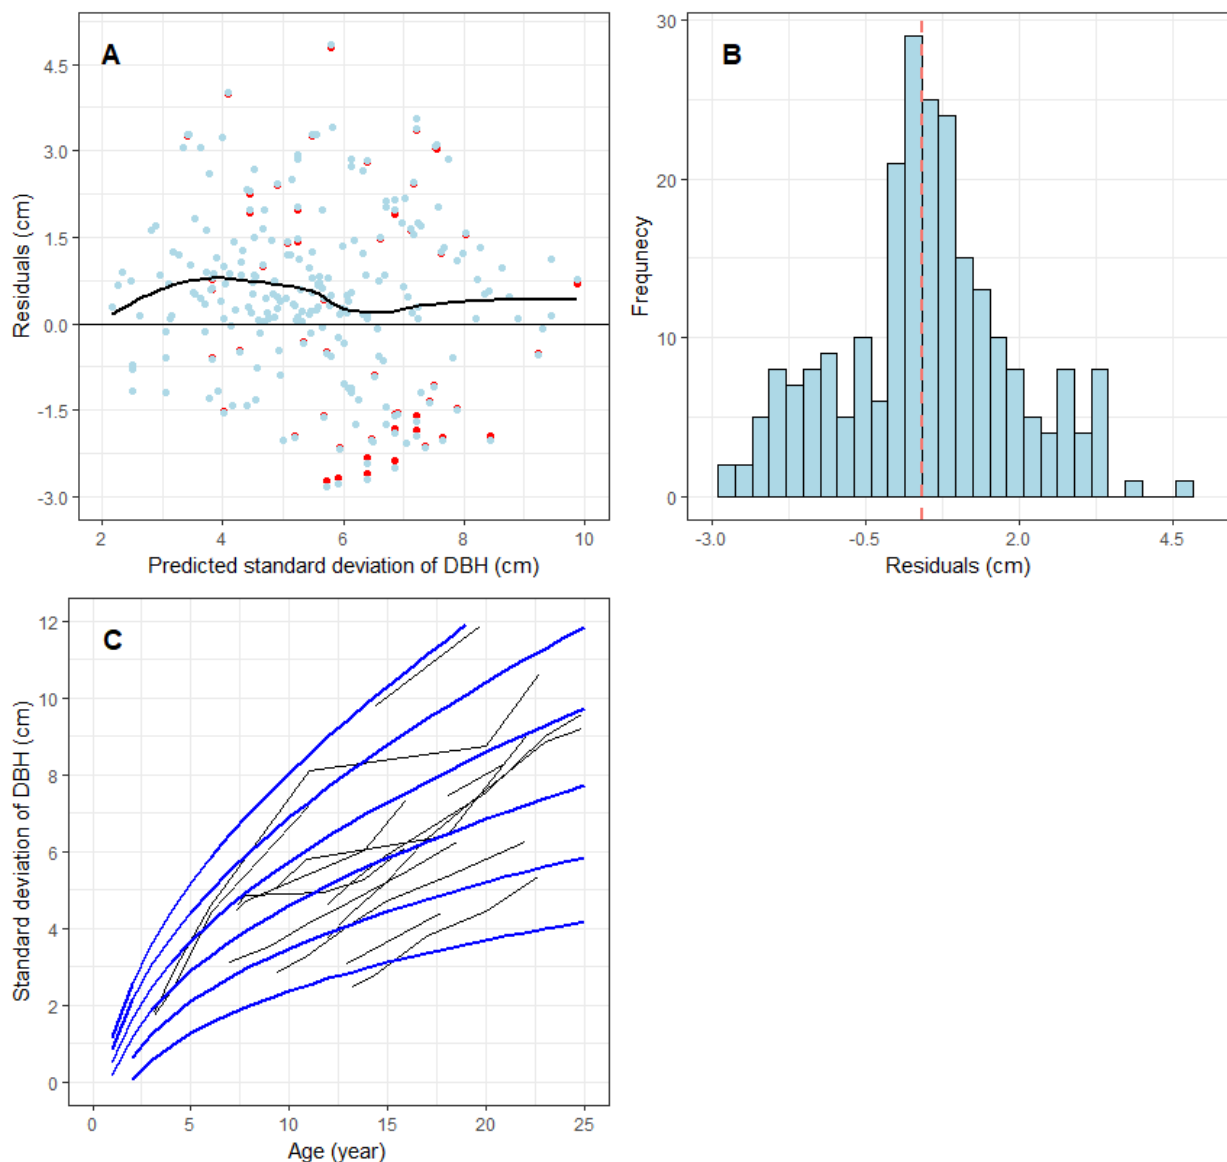 A
4.5
3.0
1.5
0.0
-1.5
-3.0
Residuals (cm)
2 4 6 8 10
Predicted standard deviation of DBH (cm)
B
30
20
10
0
Frequnecy
-3.0 -0.5 2.0 4.5
Residuals (cm)
C
12
10
8
6
4
2
0
Standard deviation of DBH (cm)
0 5 10 15 20 25
Age (year)